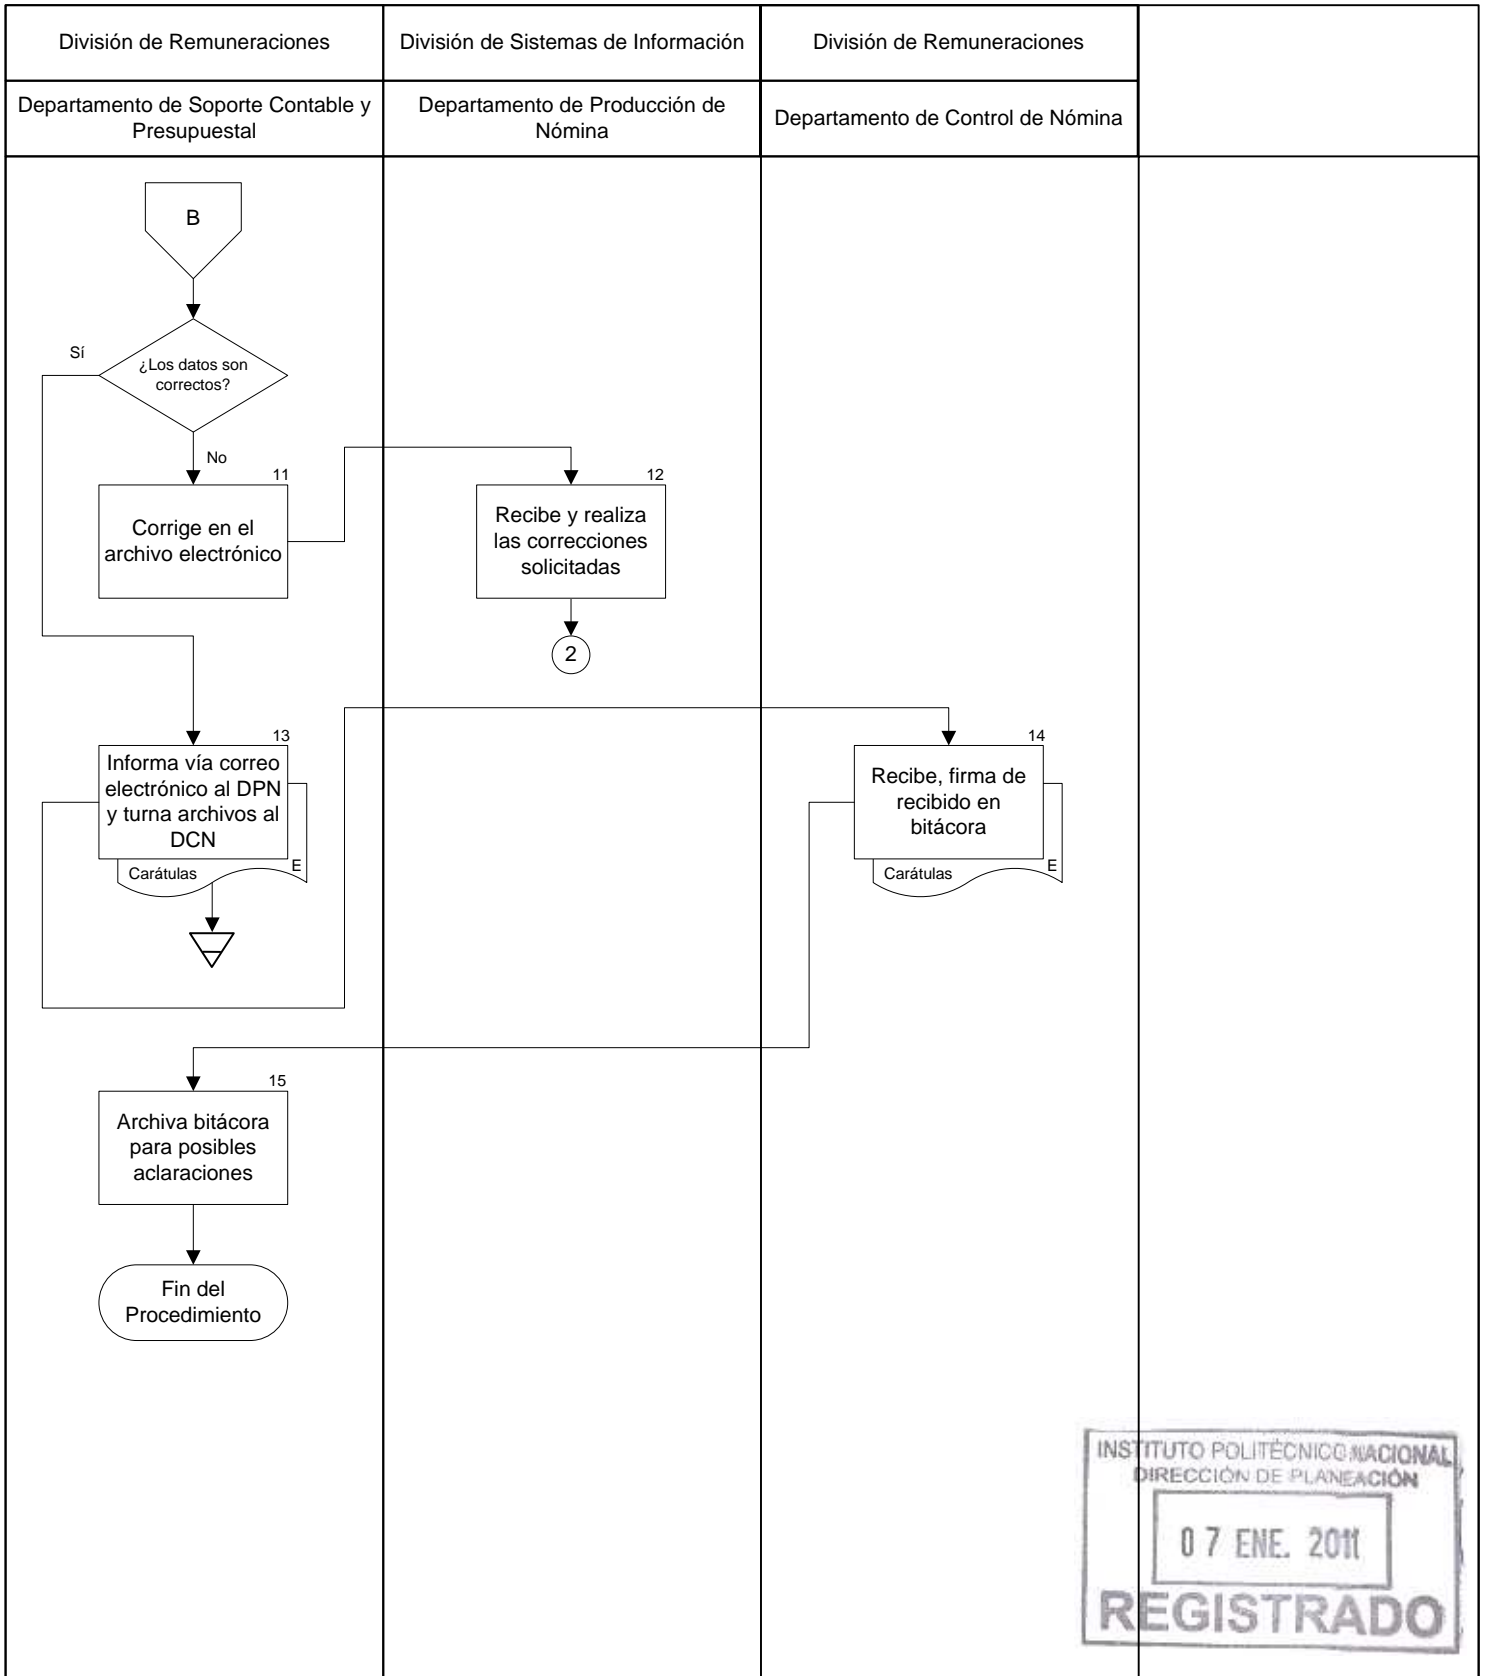 División de Remuneraciones
División de Sistemas de Información
División de Remuneraciones
Departamento de Soporte Contable y
Presupuestal
Departamento de Producción de
Nómina
Departamento de Control de Nómina
B
¿Los datos son
correctos?
Sí
No
11
Corrige en el
archivo electrónico
12
Recibe y realiza
las correcciones
solicitadas
2
13
Informa vía correo
electrónico al DPN
y turna archivos al
DCN
Carátulas
E
14
Recibe, firma de
recibido en
bitácora
Carátulas
E
15
Archiva bitácora
para posibles
aclaraciones
Fin del
Procedimiento
INSTITUTO POLITÉCNICO NACIONAL
DIRECCIÓN DE PLANEACIÓN
07 ENE. 2011
REGISTRADO